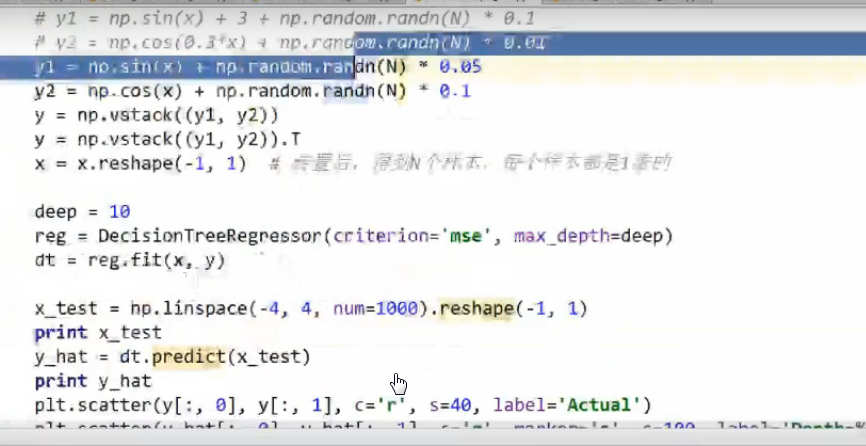 # y1 = np.sin(x) + 3 + np.random.randn(N) * 0.1
# y2 = np.cos(0.3*x) + np.random.randn(N) * 0.01
y1 = np.sin(x) + np.random.randn(N) * 0.05
y2 = np.cos(x) + np.random.randn(N) * 0.1
y = np.vstack((y1, y2))
y = np.vstack((y1, y2)).T
x = x.reshape(-1, 1) # 转置后，得到N个样本，每个样本都是1维的
deep = 10
reg = DecisionTreeRegressor(criterion='mse', max_depth=deep)
dt = reg.fit(x, y)
x_test = np.linspace(-4, 4, num=1000).reshape(-1, 1)
print x_test
y_hat = dt.predict(x_test)
print y_hat
plt.scatter(y[:, 0], y[:, 1], c='r', s=40, label='Actual')